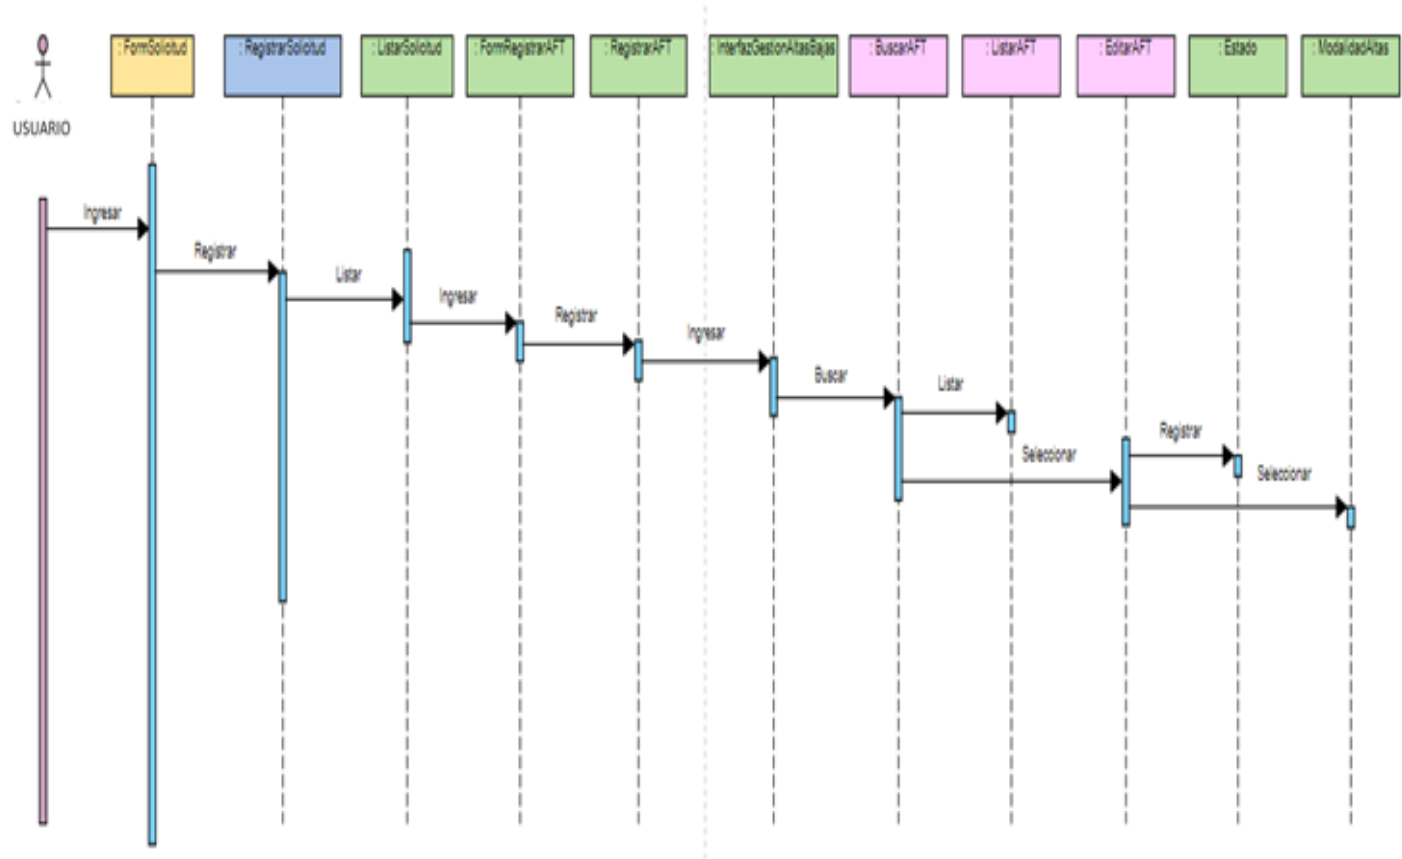 : FormSolicitud
: RegistrarSolicitud
: ListarSolicitud
: FormRegistrarAFT
: RegistrarAFT
: InterfazGestionAltasBajas
: BuscarAFT
: ListarAFT
: EditarAFT
: Estado
: ModalidadAltas
USUARIO
Ingresar
Registrar
Listar
Ingresar
Registrar
Ingresar
Buscar
Listar
Registrar
Seleccionar
Seleccionar